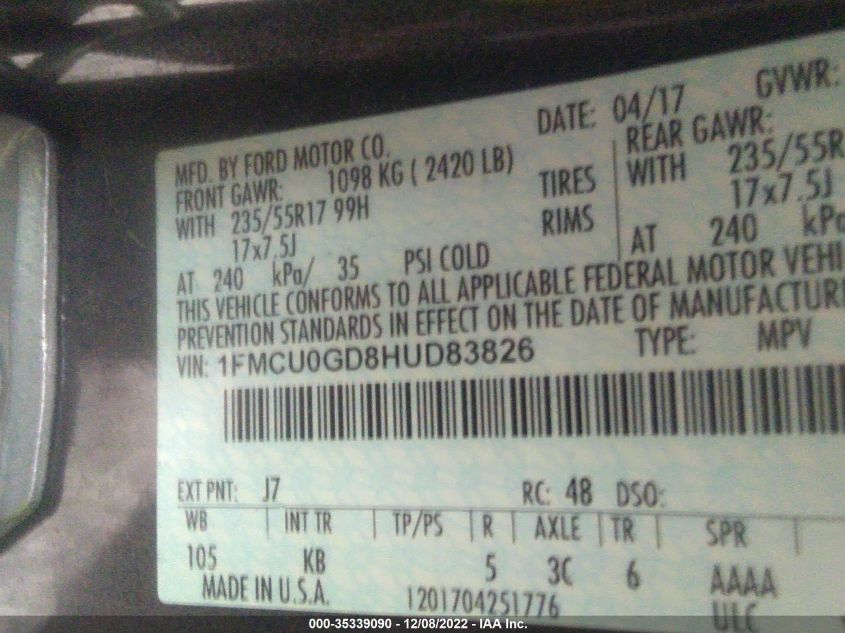 DATE: 04/17 GVWR:
MFD. BY FORD MOTOR CO.
FRONT GAWR: 1098 KG ( 2420 LB) REAR GAWR:
WITH 235/55R17 99H TIRES WITH 235/55R
17x7.5J RIMS 17x7.5J
AT 240 kPa/ 35 PSI COLD AT 240 kPa
THIS VEHICLE CONFORMS TO ALL APPLICABLE FEDERAL MOTOR VEHI
PREVENTION STANDARDS IN EFFECT ON THE DATE OF MANUFACTUR
VIN: 1FMCU0GD8HUD83826 TYPE: MPV
EXT PNT: J7 RC: 48 DSO:
WB INT TR TP/PS R AXLE TR SPR
105 KB 5 3C 6 AAAA
MADE IN U.S.A. 1201704251776 ULC
000-35339090 - 12/08/2022 - IAA Inc.